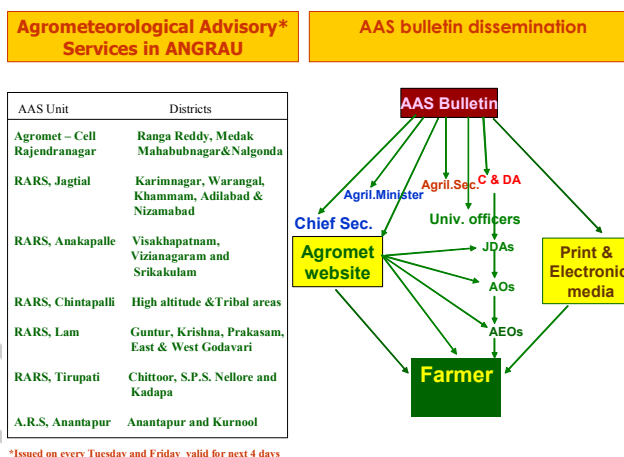 Agrometeorological Advisory*
Services in ANGRAU
AAS bulletin dissemination
AAS Unit Districts
Agromet – Cell Ranga Reddy, Medak
Rajendranagar Mahabubnagar&Nalgonda
RARS, Jagtial Karimnagar, Warangal,
Khammam, Adilabad &
Nizamabad
RARS, Anakapalle Visakhapatnam,
Vizianagaram and
Srikakulam
RARS, Chintapalli High altitude &Tribal areas
RARS, Lam Guntur, Krishna, Prakasam,
East & West Godavari
RARS, Tirupati Chittoor, S.P.S. Nellore and
Kadapa
A.R.S, Anantapur Anantapur and Kurnool
*Issued on every Tuesday and Friday valid for next 4 days
AAS Bulletin
C & DA
Agril.Sec.
Agril.Minister
Univ. officers
Chief Sec.
Agromet
website
JDAs
Print &
Electronic
media
AOs
AEOs
Farmer